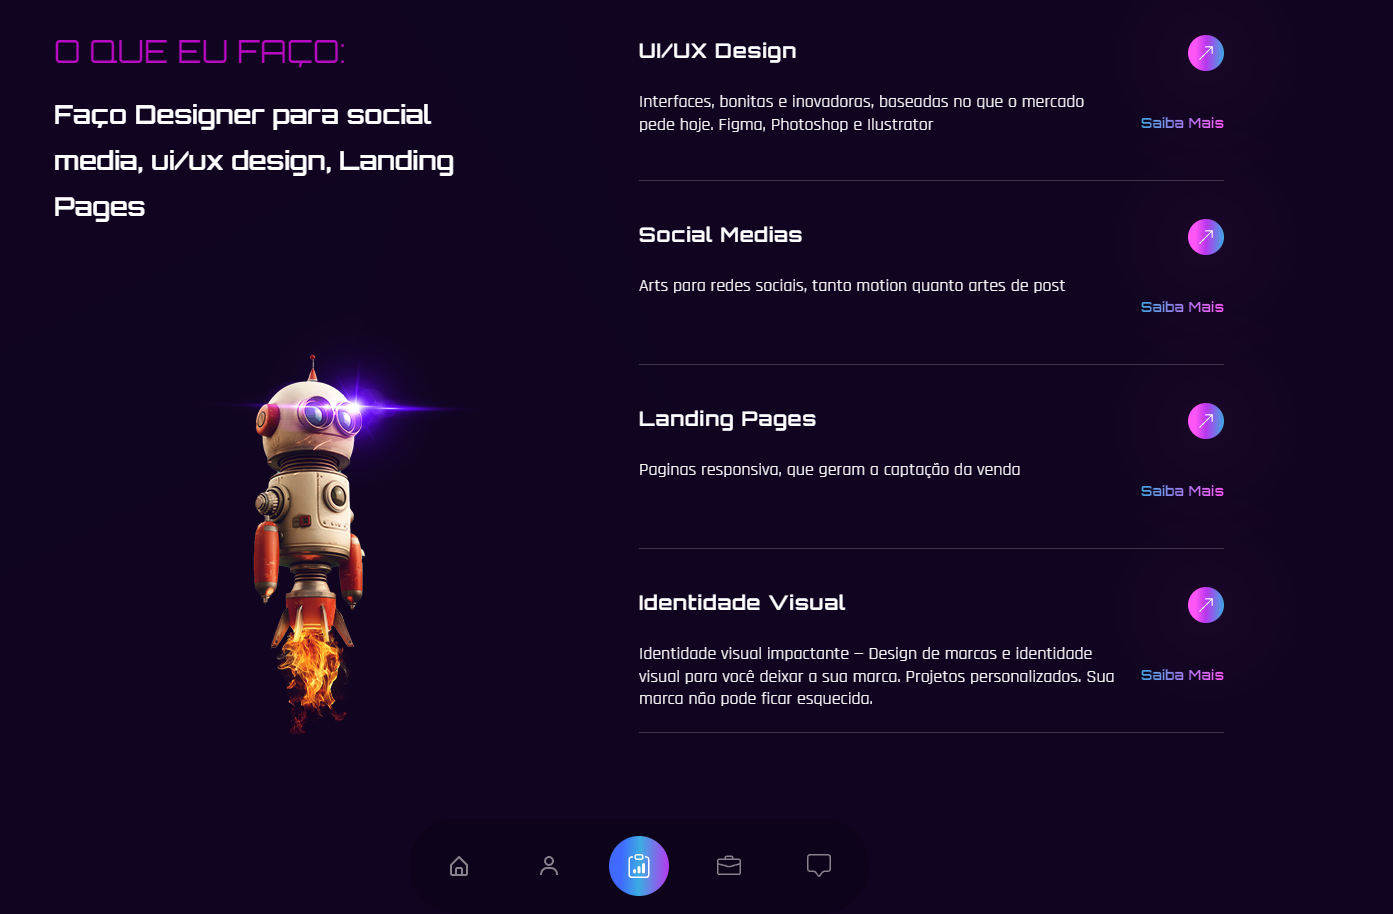 O QUE EU FAÇO:
Faço Designer para social
media, ui/ux design, Landing
Pages
UI/UX Design
Interfaces, bonitas e inovadoras, baseadas no que o mercado
pede hoje. Figma, Photoshop e Ilustrator
Saiba Mais
Social Medias
Arts para redes sociais, tanto motion quanto artes de post
Saiba Mais
Landing Pages
Paginas responsiva, que geram a captação da venda
Saiba Mais
Identidade Visual
Identidade visual impactante – Design de marcas e identidade
visual para você deixar a sua marca. Projetos personalizados. Sua
marca não pode ficar esquecida.
Saiba Mais